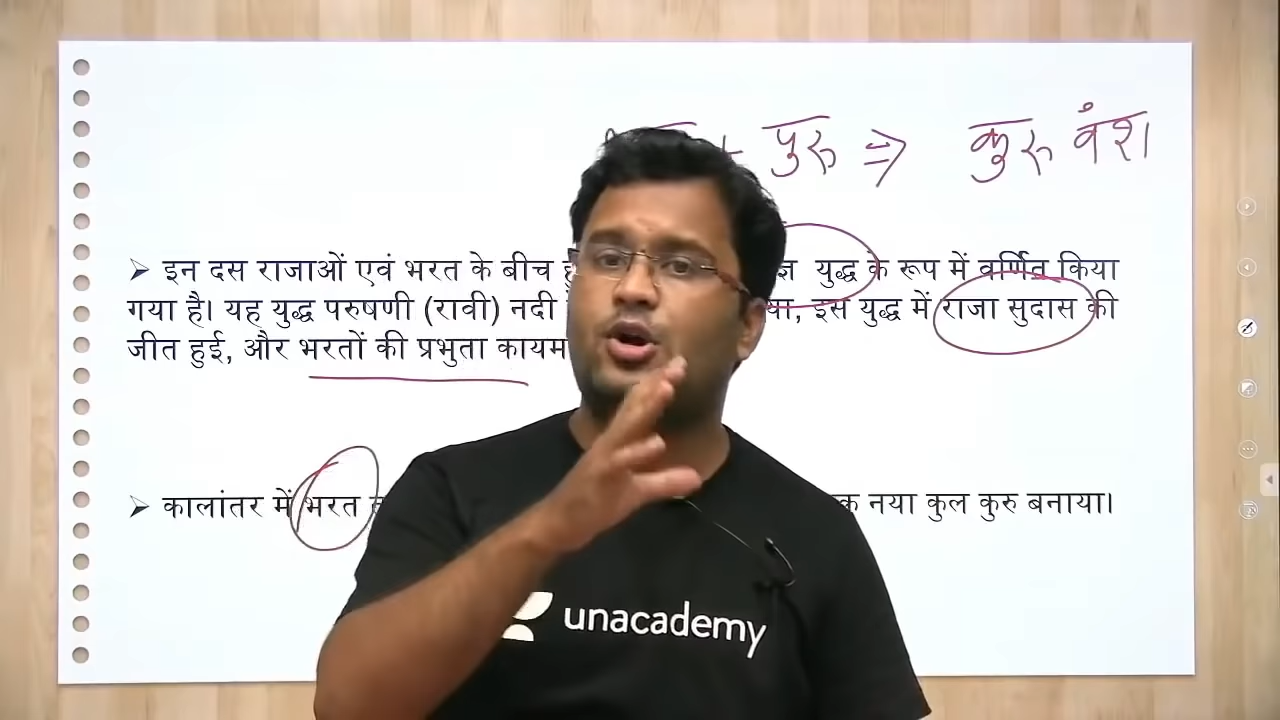 + पुरु ⇒ कुरु वंश
➢ इन दस राजाओं एवं भरत के बीच युद्ध के रूप में वर्णित किया
गया है। यह युद्ध परुषणी (रावी) नदी इस युद्ध में राजा सुदास की
जीत हुई, और भरतों की प्रभुता कायम
➢ कालांतर में भरत नया कुल कुरु बनाया।
unacademy